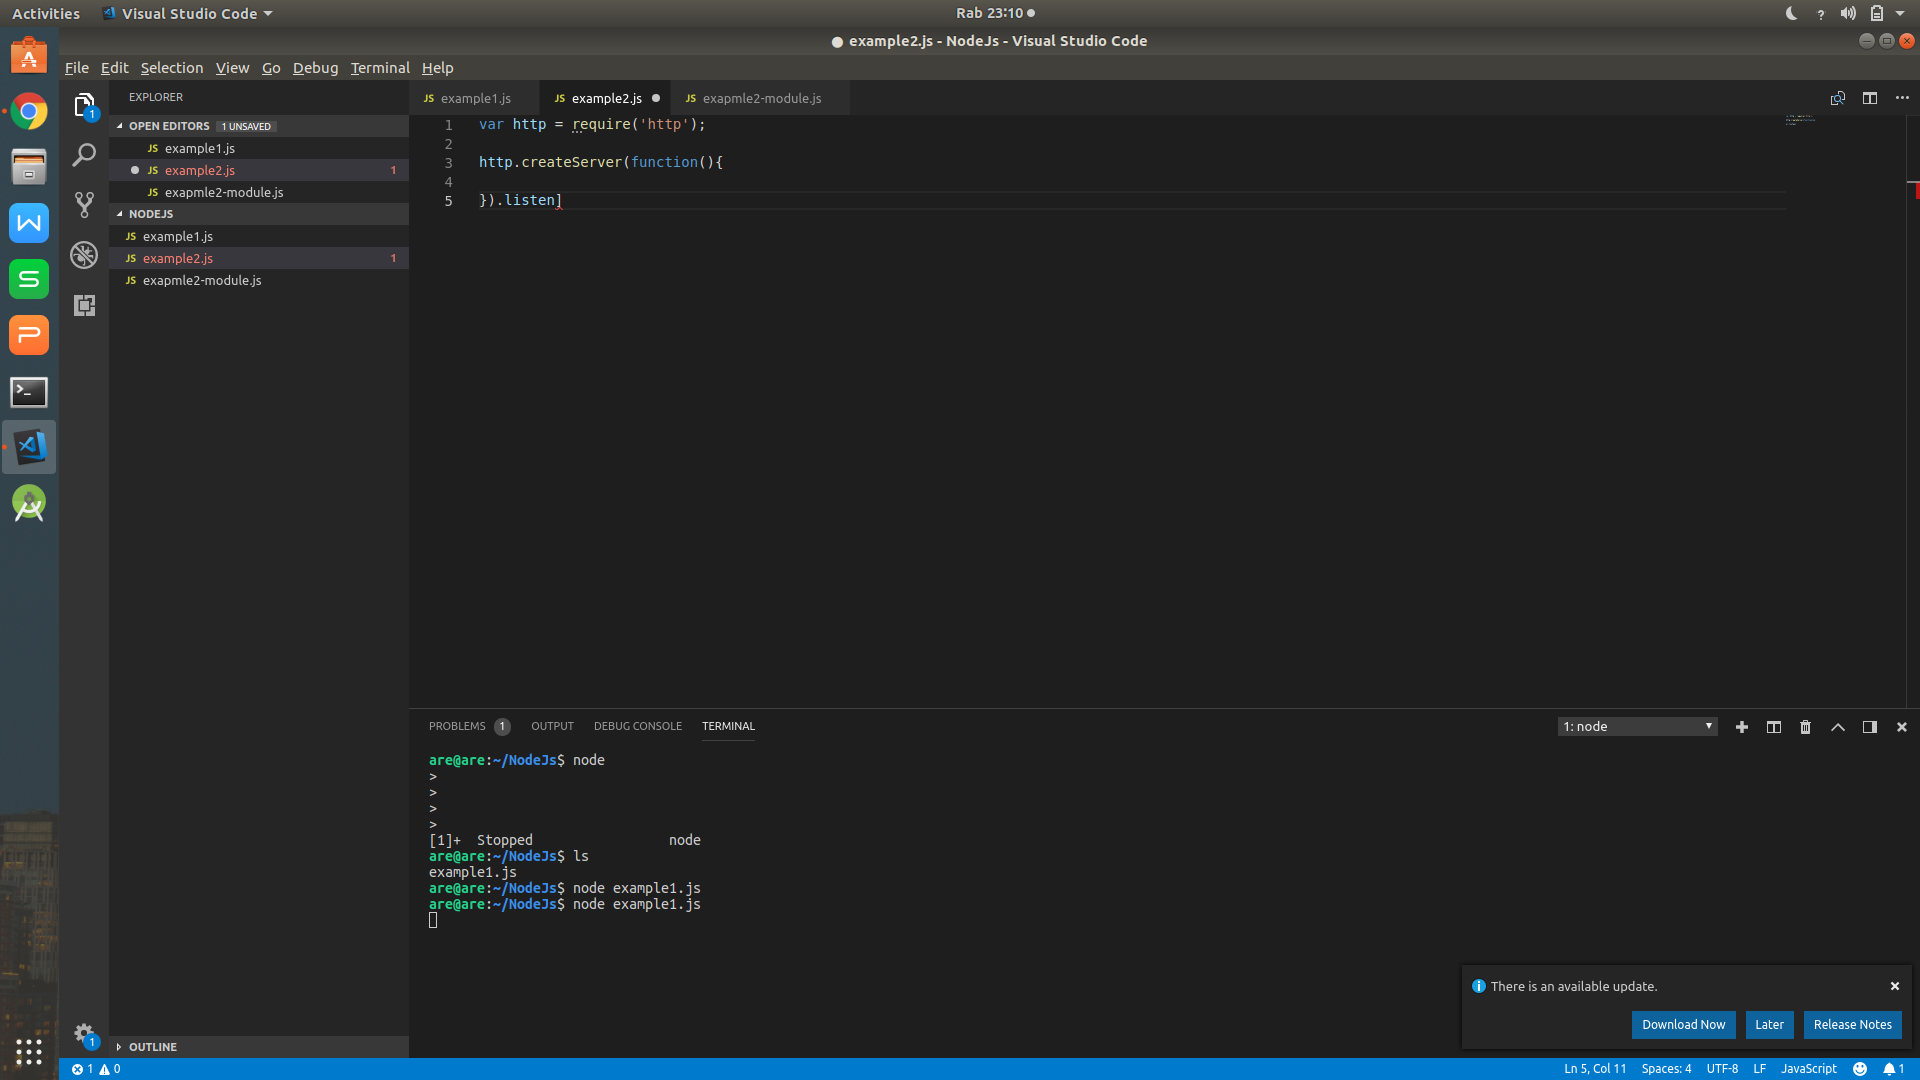 Activities Visual Studio Code Rab 23:10 ?
example2.js - NodeJs - Visual Studio Code
File Edit Selection View Go Debug Terminal Help
EXPLORER
OPEN EDITORS 1 UNSAVED
JS example1.js
JS example2.js 1
JS exapmle2-module.js
NODEJS
JS example1.js
JS example2.js 1
JS exapmle2-module.js
OUTLINE
1
1
JS example1.js JS example2.js JS exapmle2-module.js
1 var http = require('http');
2
3 http.createServer(function(){
4
5 }).listen]
PROBLEMS 1 OUTPUT DEBUG CONSOLE TERMINAL 1: node
are@are:~/NodeJs$ node
>
>
>
>
[1]+ Stopped node
are@are:~/NodeJs$ ls
example1.js
are@are:~/NodeJs$ node example1.js
are@are:~/NodeJs$ node example1.js
There is an available update.
Download Now Later Release Notes
1 0 Ln 5, Col 11 Spaces: 4 UTF-8 LF JavaScript 1